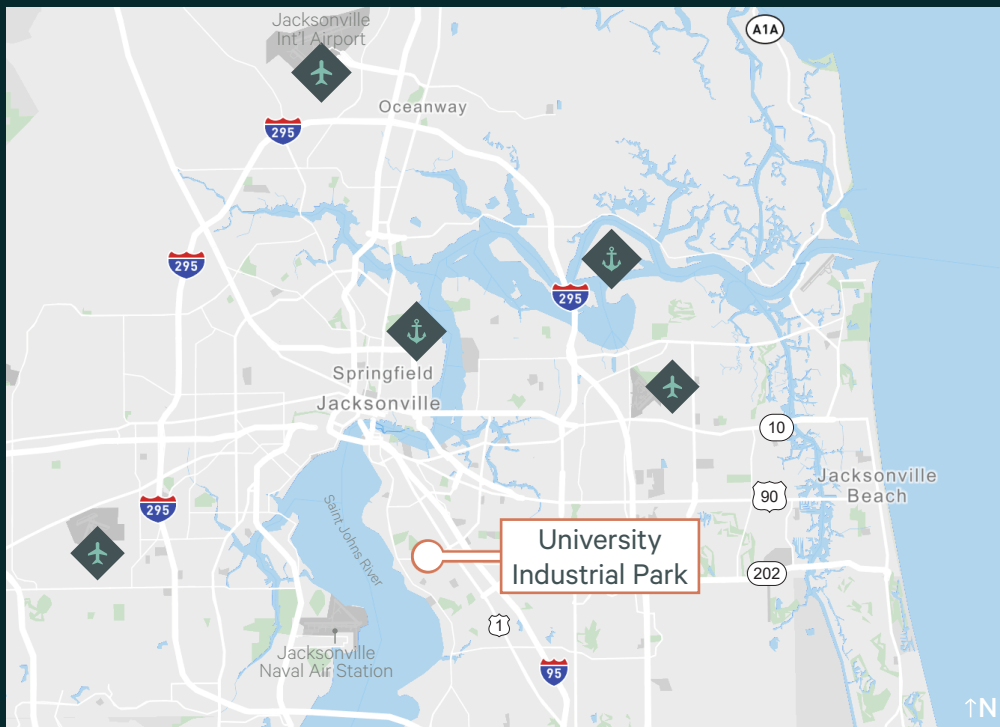 Jacksonville
Int'l Airport
A1A
Oceanway
295
295
295
Springfield
Jacksonville
10
Jacksonville
Beach
90
295
Saint Johns River
University
Industrial Park
202
1
Jacksonville
Naval Air Station
95
↑N